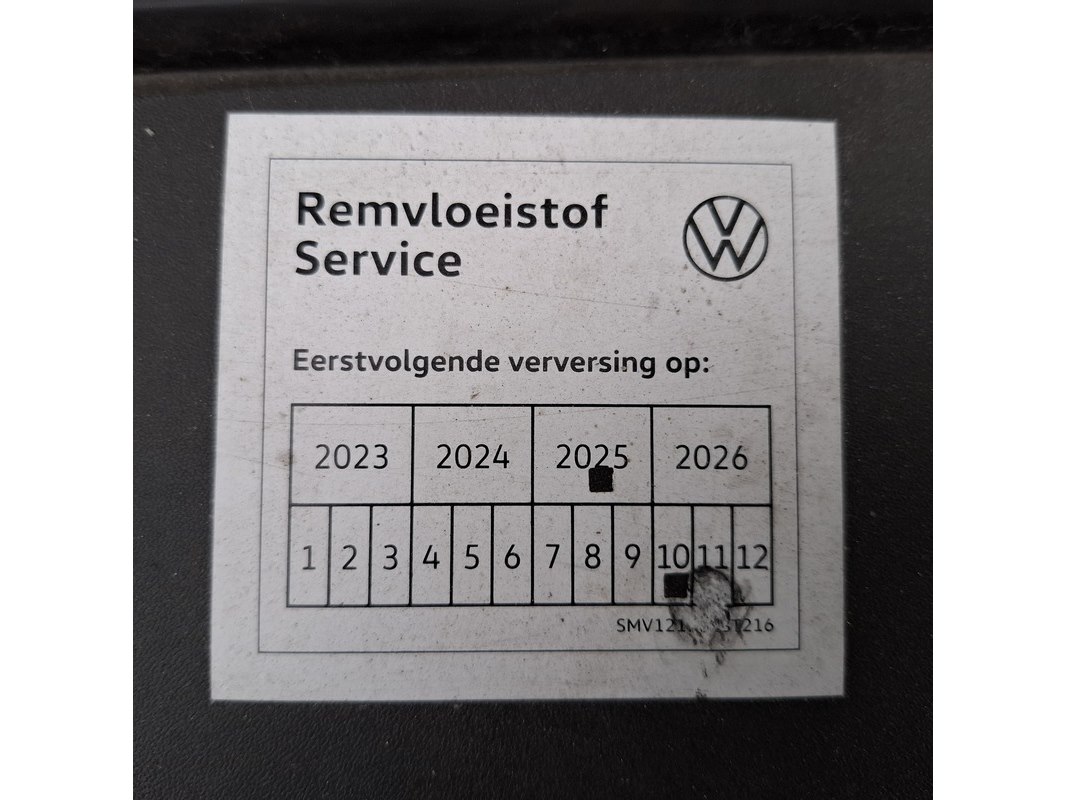 Remvloeistof
Service
Eerstvolgende verversing op:
2023 2024 2025 2026
1 2 3 4 5 6 7 8 9 10 11 12